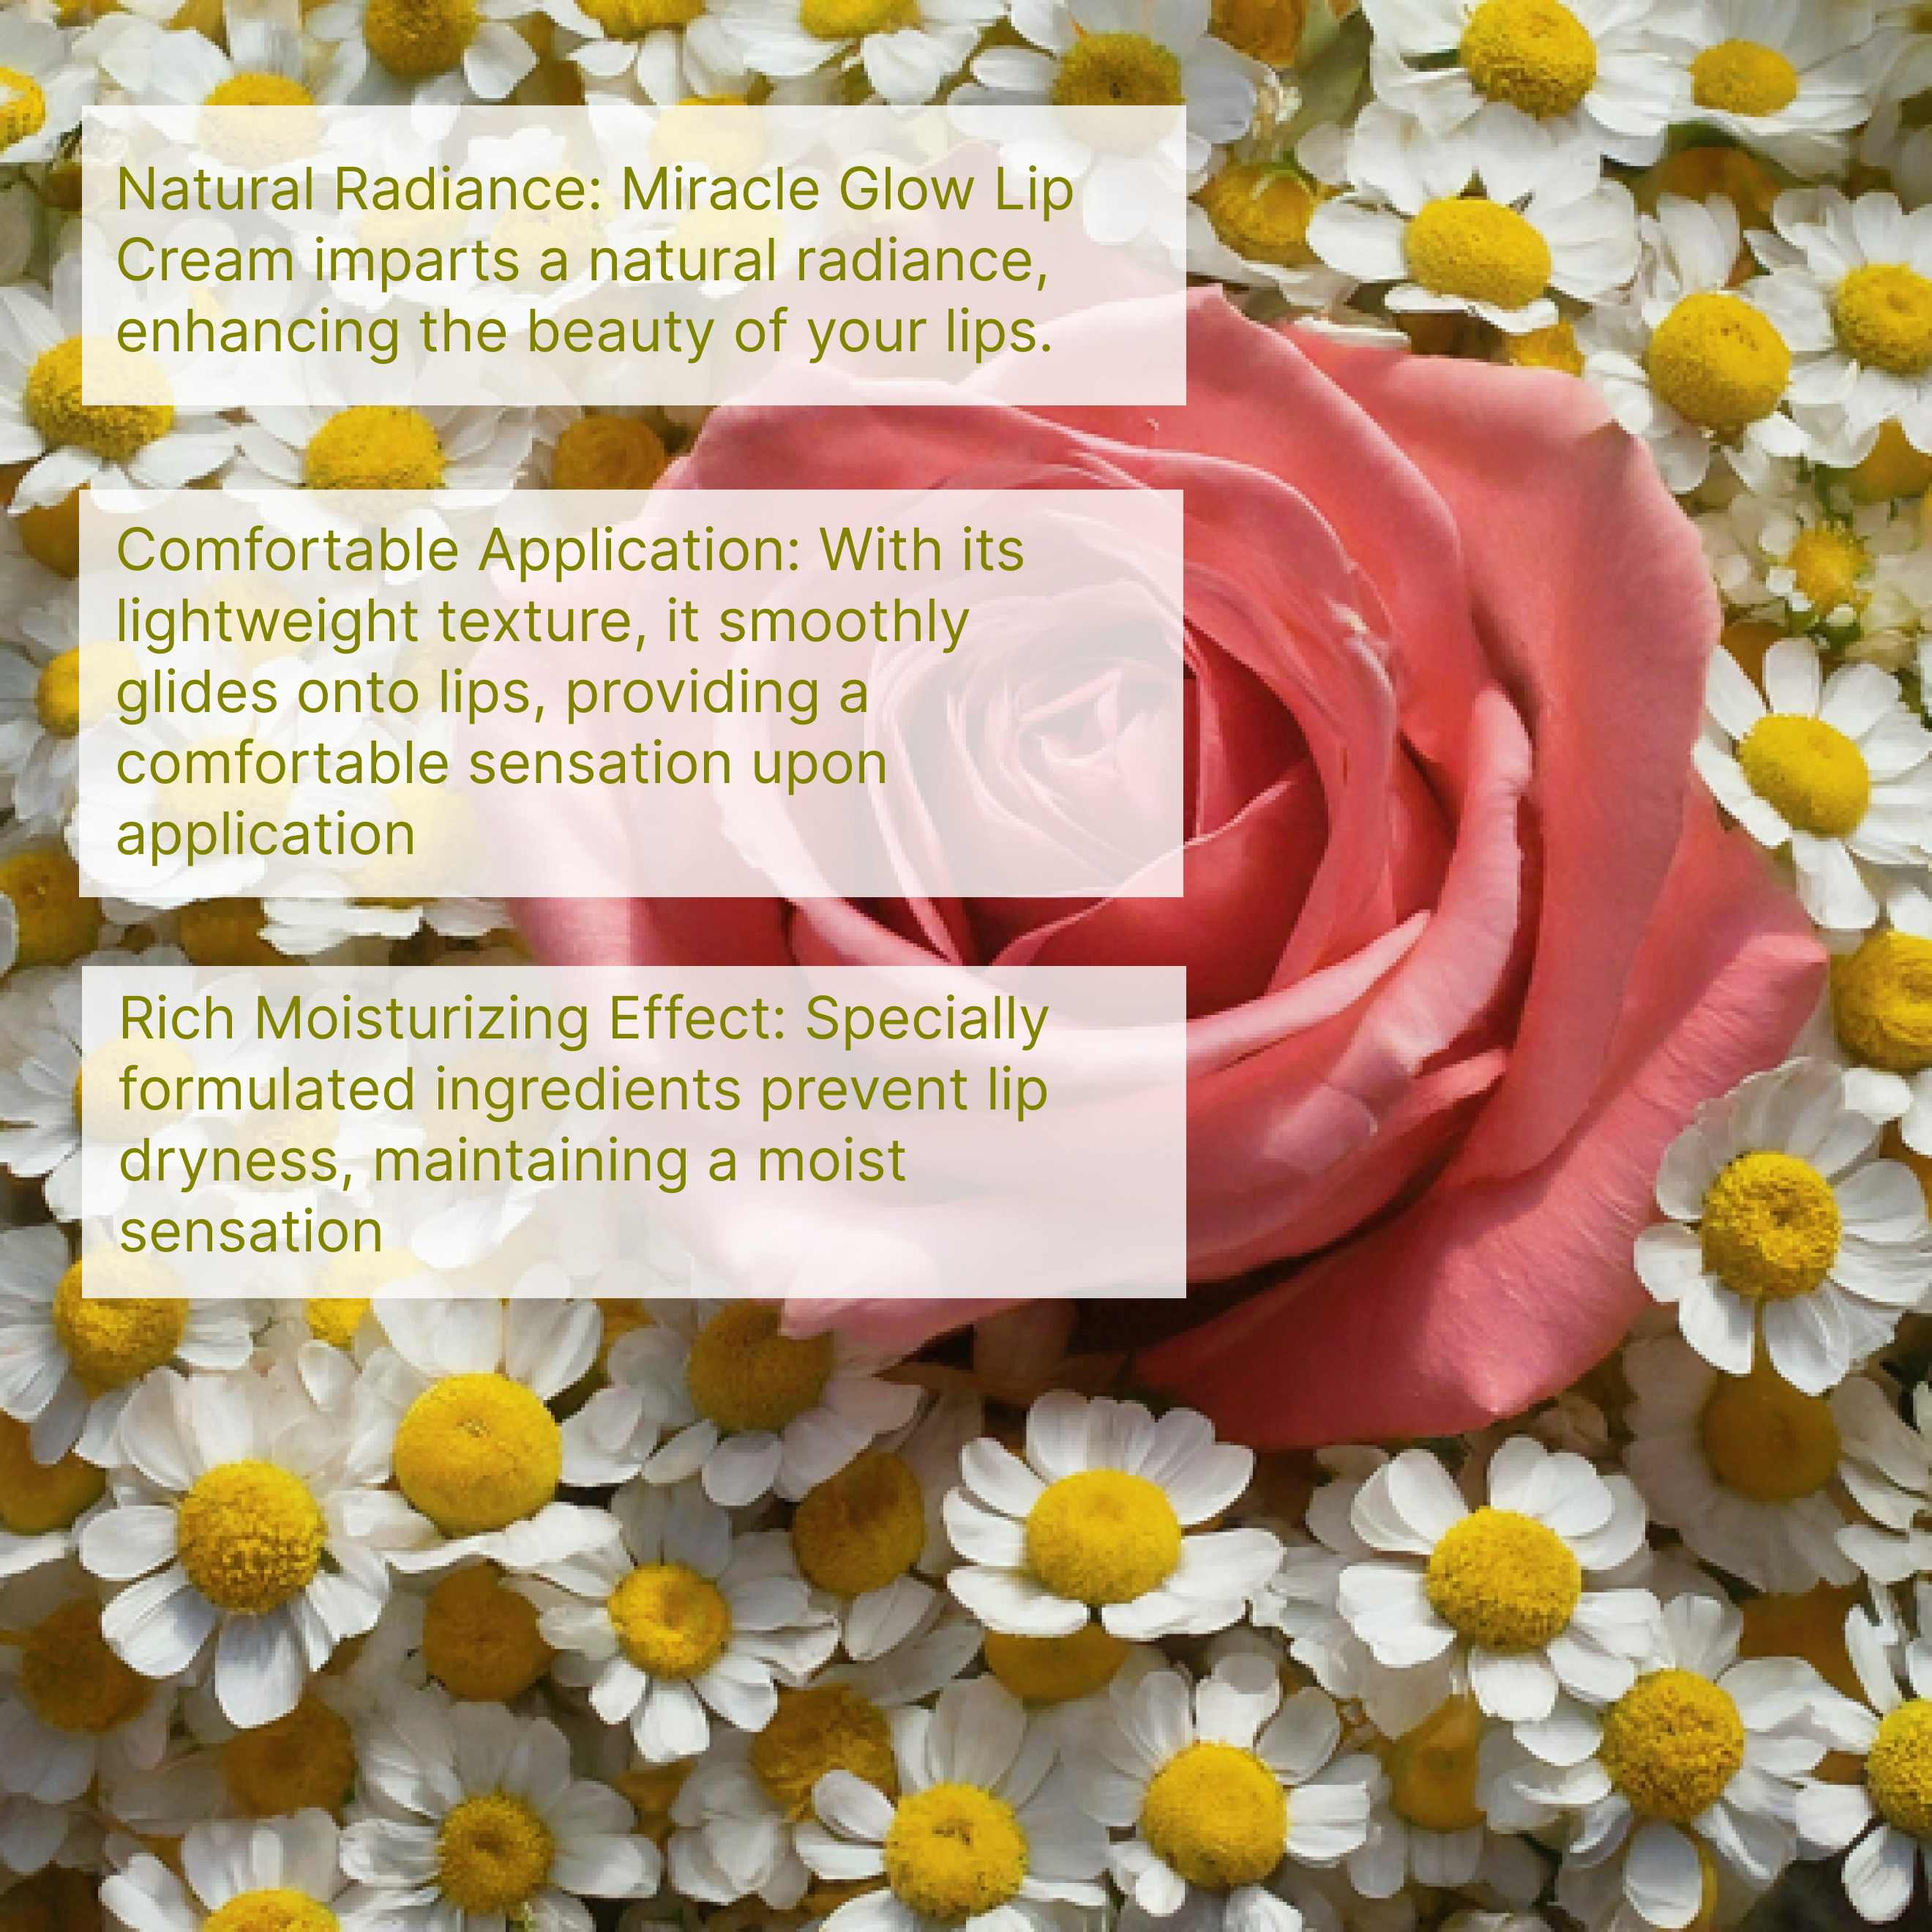 Natural Radiance: Miracle Glow Lip
Cream imparts a natural radiance,
enhancing the beauty of your lips.
Comfortable Application: With its
lightweight texture, it smoothly
glides onto lips, providing a
comfortable sensation upon
application
Rich Moisturizing Effect: Specially
formulated ingredients prevent lip
dryness, maintaining a moist
sensation